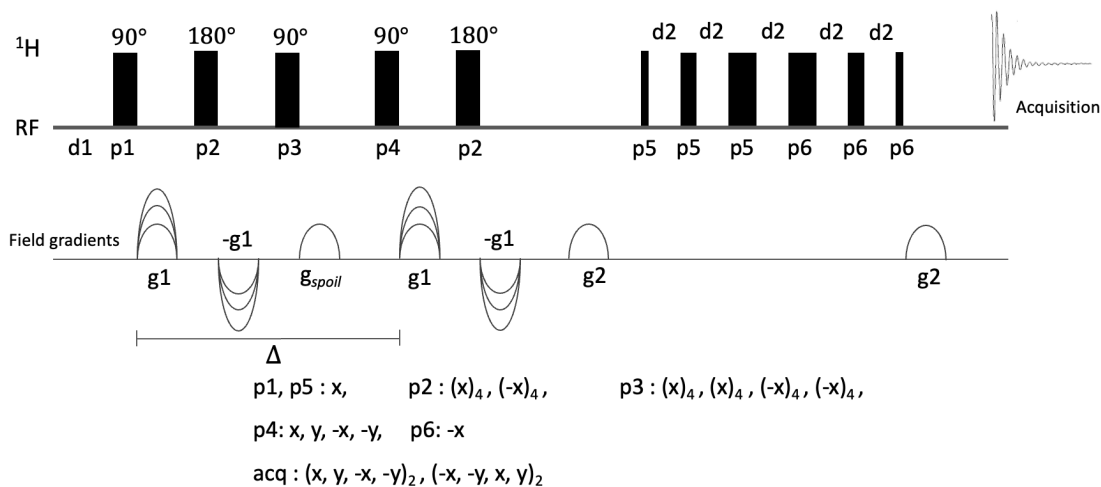 90° 180° 90° 90° 180° d2 d2 d2 d2 d2
¹H
Acquisition
RF
d1 p1 p2 p3 p4 p2 p5 p5 p5 p6 p6 p6
Field gradients
-g1 -g1
g1 g_spoil g1 g2 g2
Δ
p1, p5 : x, p2 : (x)₄ , (-x)₄ , p3 : (x)₄ , (x)₄ , (-x)₄ , (-x)₄ ,
p4: x, y, -x, -y, p6: -x
acq : (x, y, -x, -y)₂ , (-x, -y, x, y)₂